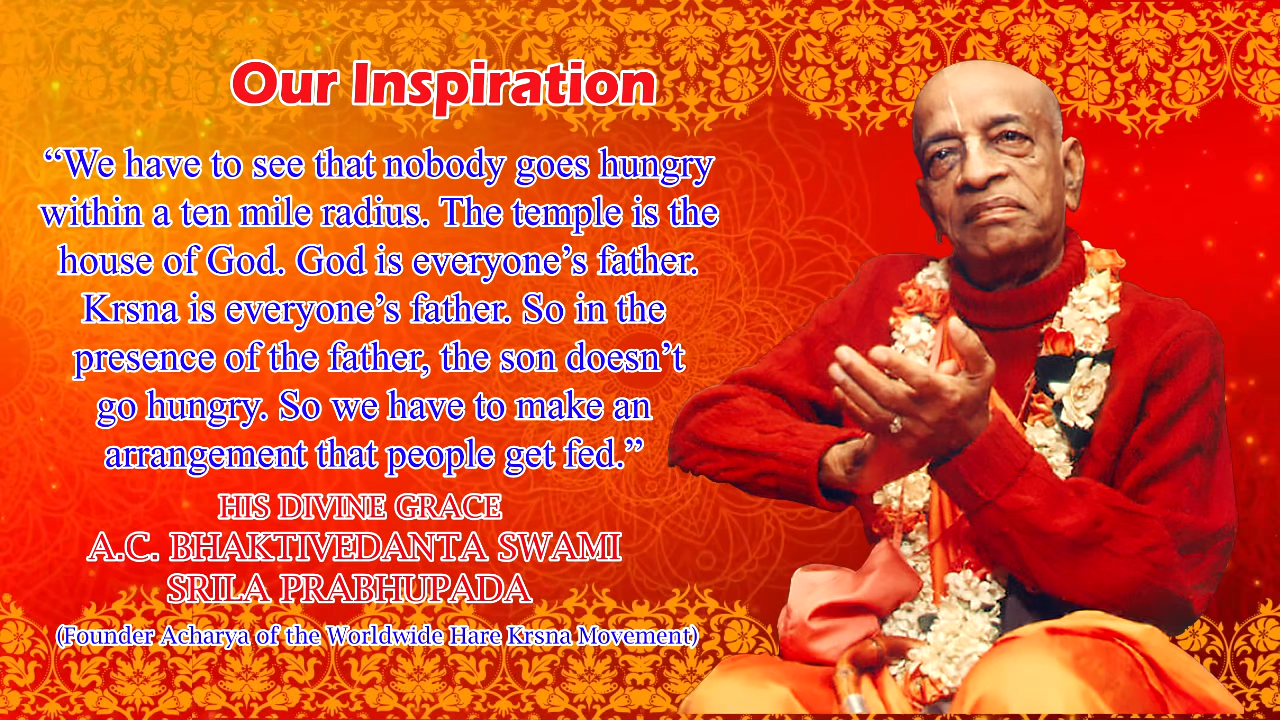 Our Inspiration
“We have to see that nobody goes hungry
within a ten mile radius. The temple is the
house of God. God is everyone’s father.
Krsna is everyone’s father. So in the
presence of the father, the son doesn’t
go hungry. So we have to make an
arrangement that people get fed.”
HIS DIVINE GRACE
A.C. BHAKTIVEDANTA SWAMI
SRILA PRABHUPADA
(Founder Acharya of the Worldwide Hare Krsna Movement)